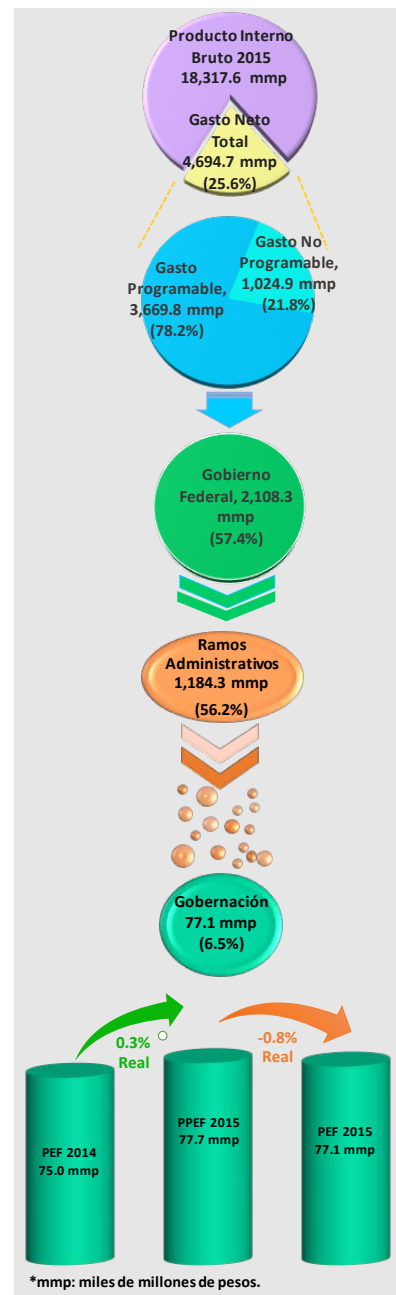 Producto Interno
Bruto 2015
18,317.6 mmp
Gasto Neto
Total
4,694.7 mmp
(25.6%)
Gasto No
Programable,
1,024.9 mmp
(21.8%)
Gasto
Programable,
3,669.8 mmp
(78.2%)
Gobierno
Federal, 2,108.3
mmp
(57.4%)
Ramos
Administrativos
1,184.3 mmp
(56.2%)
Gobernación
77.1 mmp
(6.5%)
0.3%
Real
-0.8%
Real
PEF 2014
75.0 mmp
PPEF 2015
77.7 mmp
PEF 2015
77.1 mmp
*mmp: miles de millones de pesos.